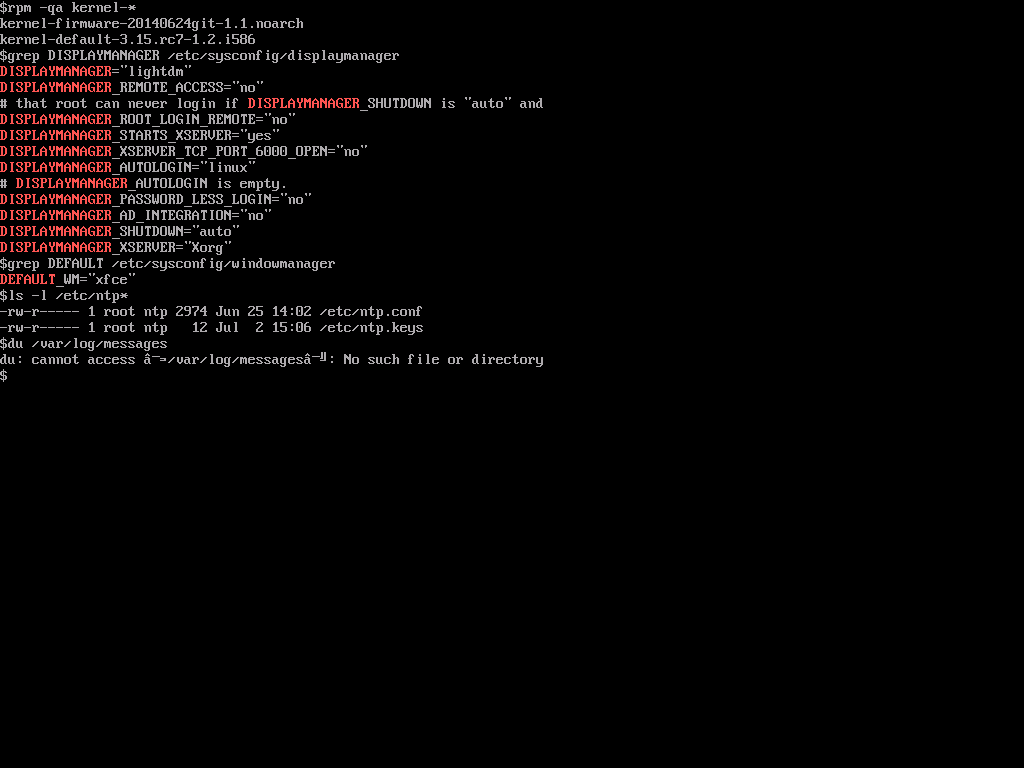 $rpm -qa kernel-*
kernel-firmware-20140624git-1.1.noarch
kernel-default-3.15.rc7-1.2.i586
$grep DISPLAYMANAGER /etc/sysconfig/displaymanager
DISPLAYMANAGER="lightdm"
DISPLAYMANAGER_REMOTE_ACCESS="no"
# that root can never login if DISPLAYMANAGER_SHUTDOWN is "auto" and
DISPLAYMANAGER_ROOT_LOGIN_REMOTE="no"
DISPLAYMANAGER_STARTS_XSERVER="yes"
DISPLAYMANAGER_XSERVER_TCP_PORT_6000_OPEN="no"
DISPLAYMANAGER_AUTOLOGIN="linux"
# DISPLAYMANAGER_AUTOLOGIN is empty.
DISPLAYMANAGER_PASSWORD_LESS_LOGIN="no"
DISPLAYMANAGER_AD_INTEGRATION="no"
DISPLAYMANAGER_SHUTDOWN="auto"
DISPLAYMANAGER_XSERVER="Xorg"
$grep DEFAULT /etc/sysconfig/windowmanager
DEFAULT_WM="xfce"
$ls -l /etc/ntp*
-rw-r----- 1 root ntp 2974 Jun 25 14:02 /etc/ntp.conf
-rw-r----- 1 root ntp   12 Jul  2 15:06 /etc/ntp.keys
$du /var/log/messages
du: cannot access â¯¬/var/log/messagesâ¯╝: No such file or directory
$